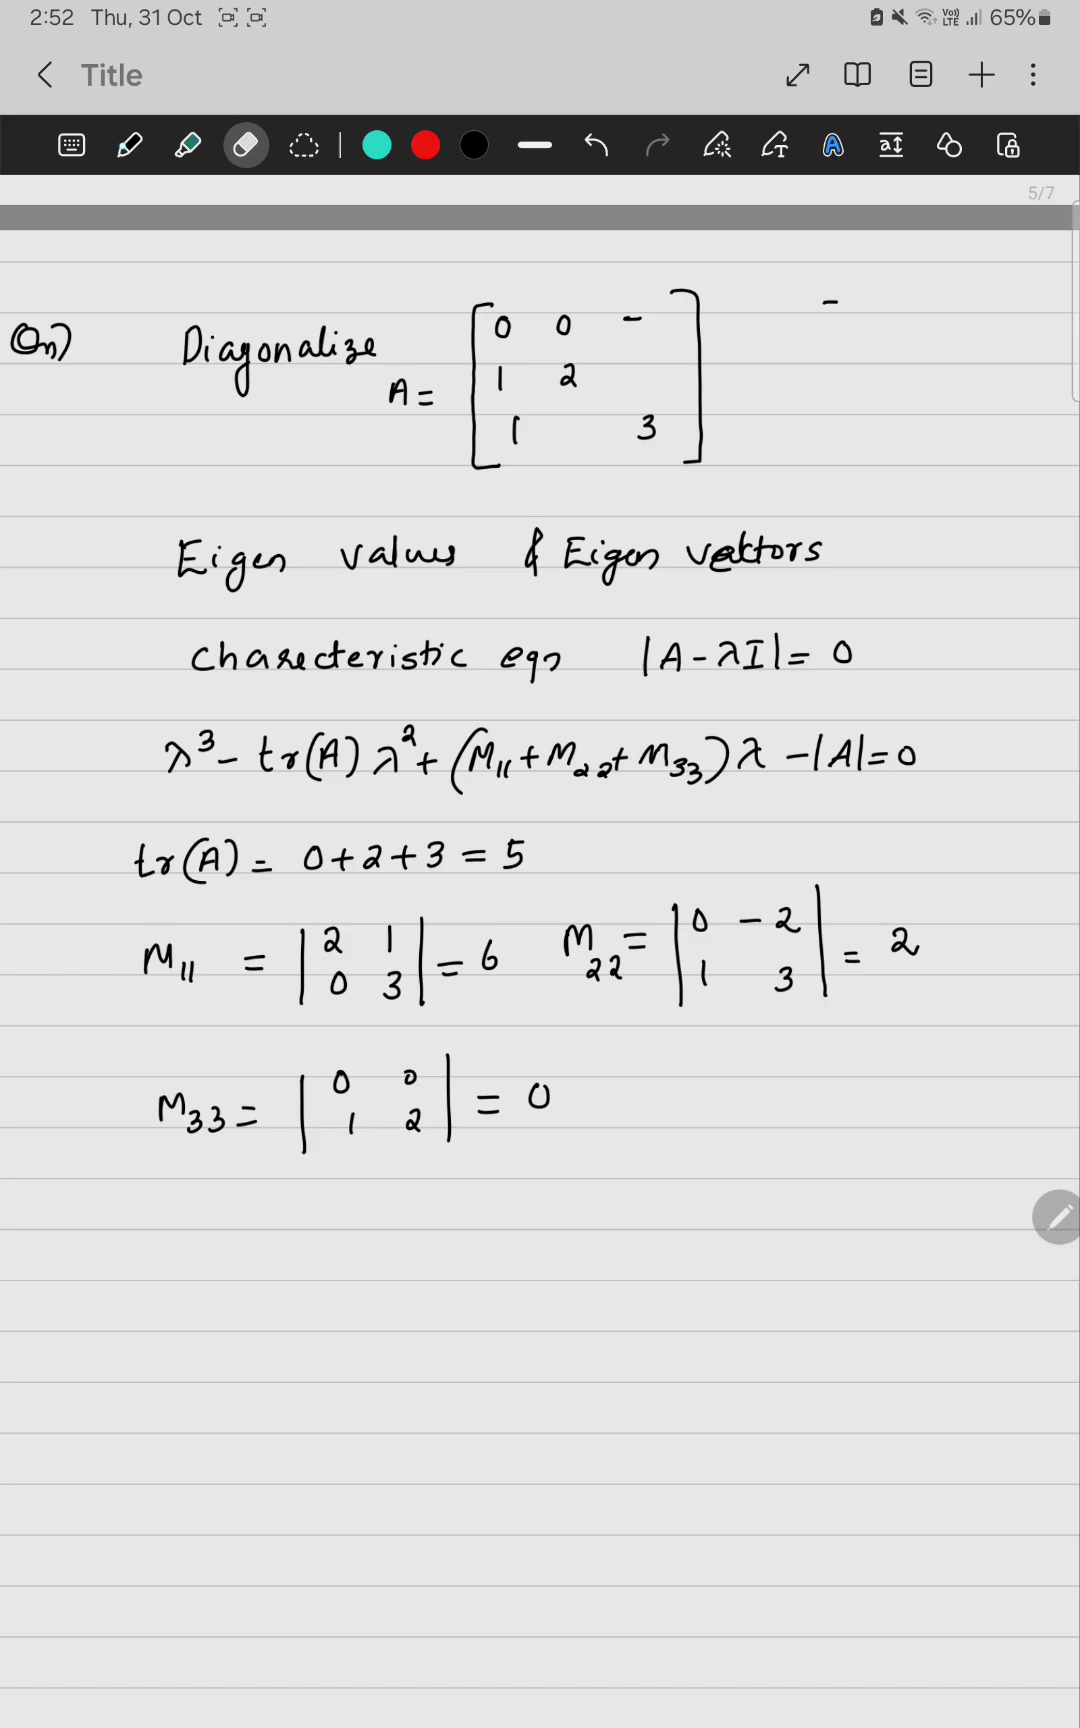 2:52 Thu, 31 Oct 65%
Title
5/7
Qn) Diagonalize A = [ 0 0 -
1 2
1 3 ]
Eigen values & Eigen vektors
charecteristic eqn |A - λI| = 0
λ³ - tr(A) λ² + (M₁₁ + M₂₂ + M₃₃) λ - |A| = 0
tr(A) = 0 + 2 + 3 = 5
M₁₁ = | 2 1 | = 6 M₂₂ = | 0 -2 | = 2
0 3 1 3
M₃₃ = | 0 0 | = 0
1 2